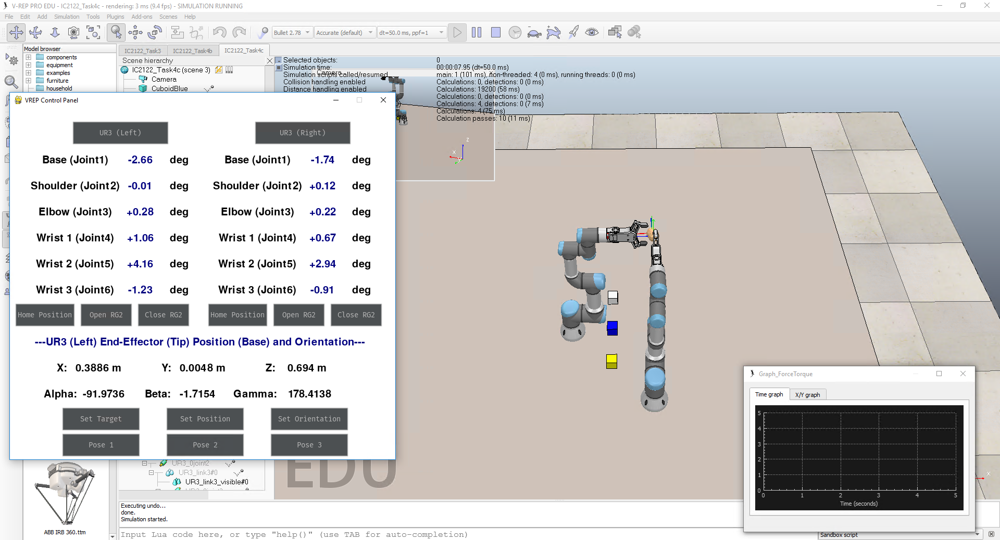 V-REP PRO EDU - IC2122_Task4c - rendering: 3 ms (9.4 fps) - SIMULATION RUNNING
File Edit Add Simulation Tools Plugins Add-ons Scenes Help
Bullet 2.78 Accurate (default) dt=50.0 ms, ppf=1
Model browser
components
equipment
examples
furniture
household
IC2122_Task3 IC2122_Task4b IC2122_Task4c
Scene hierarchy
IC2122_Task4c (scene 3)
Camera
CuboidBlue
Selected objects: 0
Simulation time: 00:00:07.95 (dt=50.0 ms)
Simulation scripts called/resumed main: 1 (101 ms), non-threaded: 4 (0 ms), running threads: 0 (0 ms)
Collision handling enabled Calculations: 0, detections: 0 (0 ms)
Distance handling enabled Calculations: 19200 (58 ms)
Calculations: 0, detections: 0 (0 ms)
Calculations: 4, detections: 0 (7 ms)
Calculations: 4 (75 ms)
Calculation passes: 10 (11 ms)
Camera
z
x
VREP Control Panel
UR3 (Left) UR3 (Right)
Base (Joint1) -2.66 deg Base (Joint1) -1.74 deg
Shoulder (Joint2) -0.01 deg Shoulder (Joint2) +0.12 deg
Elbow (Joint3) +0.28 deg Elbow (Joint3) +0.22 deg
Wrist 1 (Joint4) +1.06 deg Wrist 1 (Joint4) +0.67 deg
Wrist 2 (Joint5) +4.16 deg Wrist 2 (Joint5) +2.94 deg
Wrist 3 (Joint6) -1.23 deg Wrist 3 (Joint6) -0.91 deg
Home Position Open RG2 Close RG2 Home Position Open RG2 Close RG2
---UR3 (Left) End-Effector (Tip) Position (Base) and Orientation---
X: 0.3886 m Y: 0.0048 m Z: 0.694 m
Alpha: -91.9736 Beta: -1.7154 Gamma: 178.4138
Set Target Set Position Set Orientation
Pose 1 Pose 2 Pose 3
UR3_0joint2
UR3_link3#0
UR3_link3_visible#0
EDU
ABB IRB 360.ttm
Executing undo...
done.
Simulation started.
Input Lua code here, or type "help()" (use TAB for auto-completion)
Sandbox script
Graph_ForceTorque
Time graph X/Y graph
5
4
3
2
1
0
0 1 2 3 4 5
Time (seconds)
X